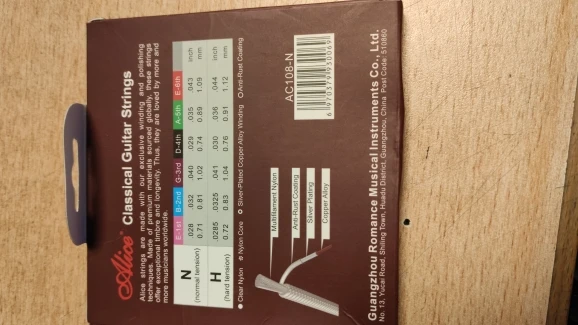 Alice® Classical Guitar Strings
Alice strings are made with our exclusive winding and polishing
techniques. Made of premium materials sourced globally, these strings
offer exceptional timbre and longevity. Thus, they are loved by more and
more musicians worldwide.
E-1st B-2nd G-3rd D-4th A-5th E-6th
N .028 .032 .040 .029 .035 .043 inch
(normal tension) 0.71 0.81 1.02 0.74 0.89 1.09 mm
H .0285 .0325 .041 .030 .036 .044 inch
(hard tension) 0.72 0.83 1.04 0.76 0.91 1.12 mm
Clear Nylon Nylon Core Silver-Plated Copper Alloy Winding Anti-Rust Coating
Multifilament Nylon
Anti-Rust Coating
Silver Plating
Copper Alloy
AC108-N
Guangzhou Romance Musical Instruments Co., Ltd.
No. 13, Yucai Road, Shiling Town, Huadu District, Guangzhou, China Post Code: 510860